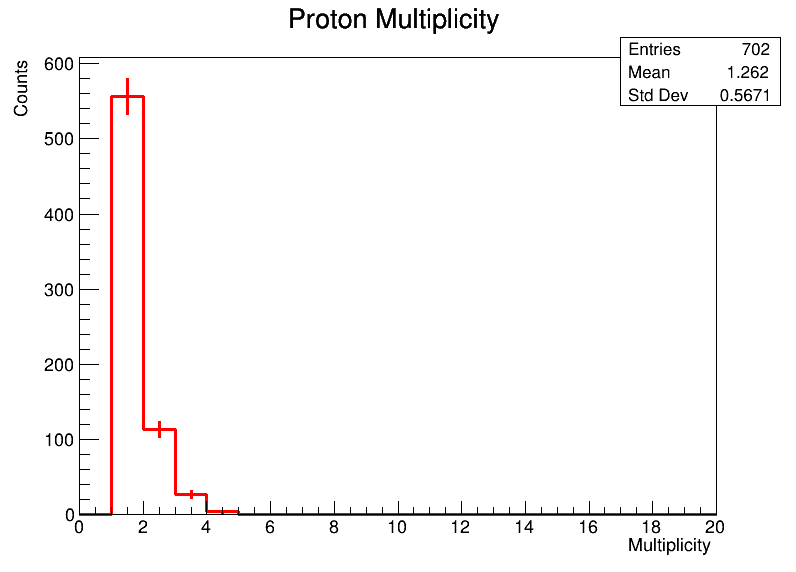 Proton Multiplicity
Entries 702
Mean 1.262
Std Dev 0.5671
Counts
600
500
400
300
200
100
0
0 2 4 6 8 10 12 14 16 18 20
Multiplicity